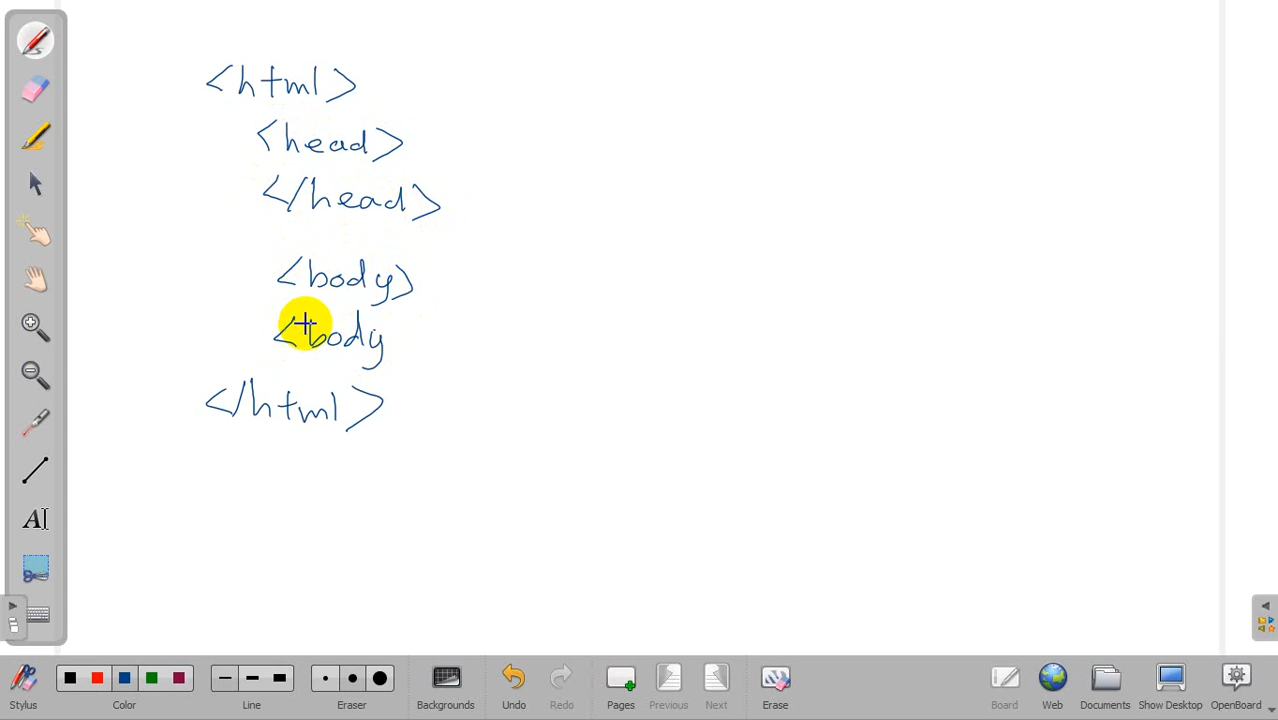 <html>
<head>
</head>
<body>
<body
</html>
AI
Stylus
Color
Line
Eraser
Backgrounds
Undo
Redo
Pages
Previous
Next
Erase
Board
Web
Documents
Show Desktop
OpenBoard